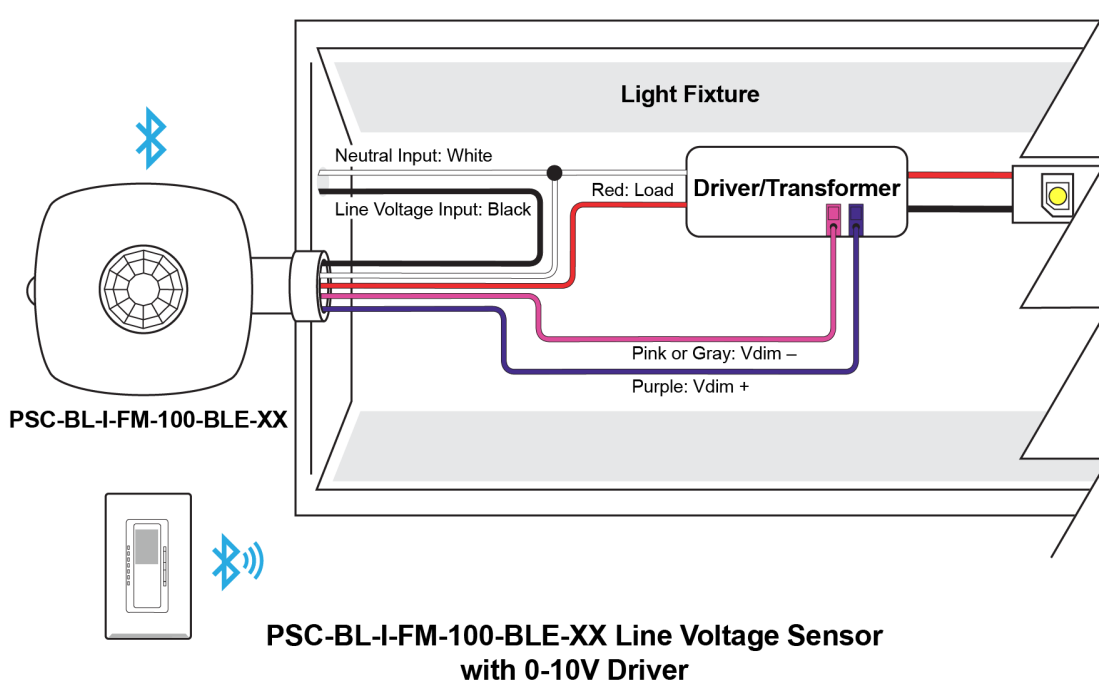 Light Fixture
Neutral Input: White
Red: Load
Driver/Transformer
Line Voltage Input: Black
Pink or Gray: Vdim –
Purple: Vdim +
PSC-BL-I-FM-100-BLE-XX
PSC-BL-I-FM-100-BLE-XX Line Voltage Sensor
with 0-10V Driver